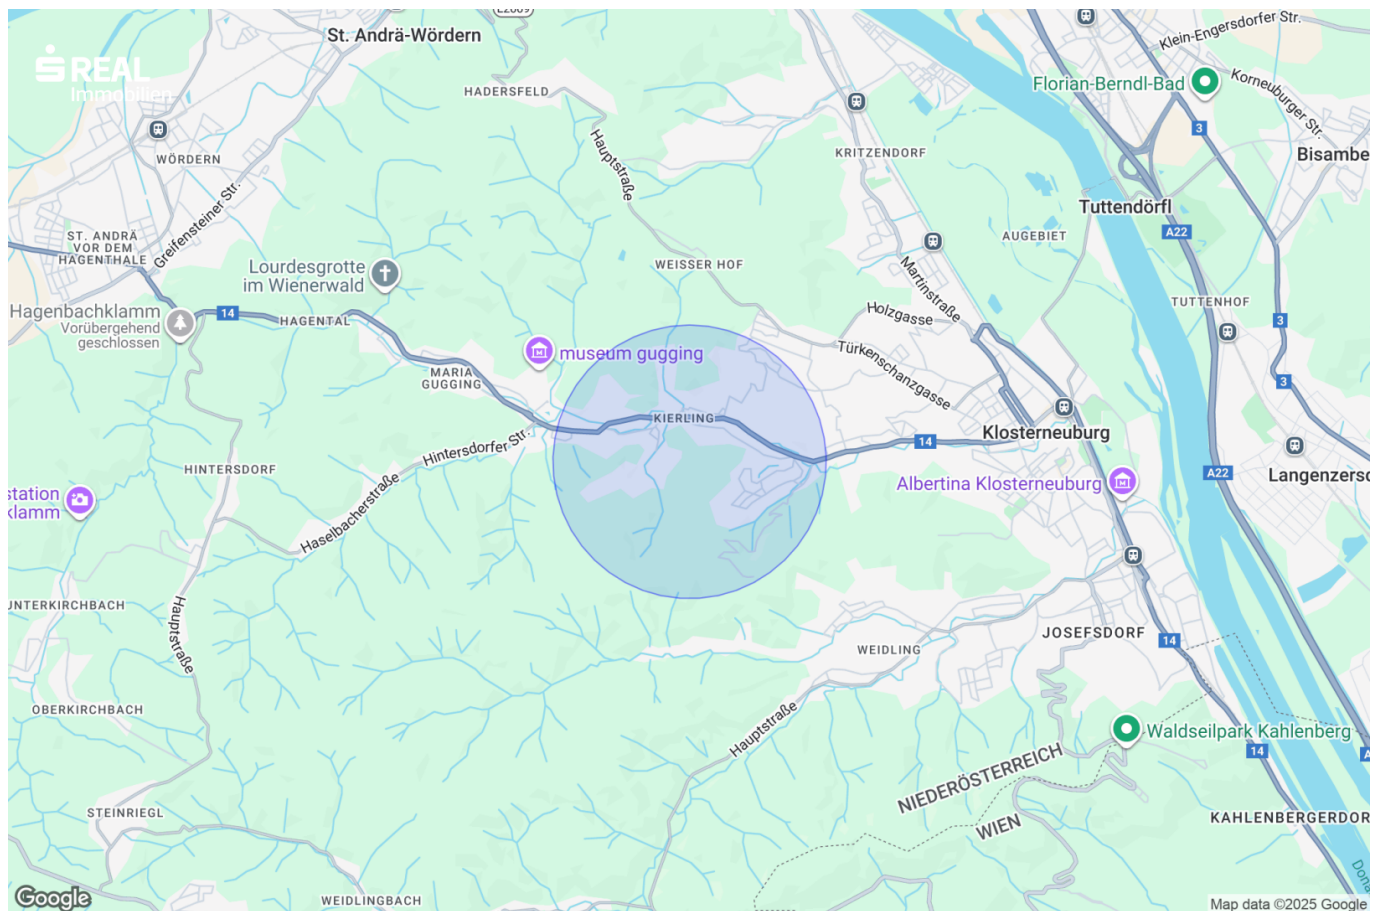 E2069
St. Andrä-Wördern
Klein-Engersdorfer Str.
REAL
Immobilien
HADERSFELD
Florian-Berndl-Bad
Korneuburger Str.
3
Hauptstraße
WÖRDERN
KRITZENDORF
Bisambe
Greifensteiner Str.
Tuttendörfl
A22
ST. ANDRÄ
VOR DEM
HAGENTHALE
AUGEBIET
Lourdesgrotte
im Wienerwald
WEISSER HOF
Martinstraße
Hagenbachklamm
Vorübergehend
geschlossen
14
HAGENTAL
Holzgasse
TUTTENHOF
3
museum gugging
Türkenschanzgasse
MARIA
GUGGING
3
KIERLING
Klosterneuburg
14
Hintersdorfer Str.
HINTERSDORF
A22
Langenzersd
Albertina Klosterneuburg
station
klamm
Haselbacherstraße
UNTERKIRCHBACH
Hauptstraße
JOSEFSDORF
14
WEIDLING
OBERKIRCHBACH
Hauptstraße
Waldseilpark Kahlenberg
14
A
NIEDERÖSTERREICH
WIEN
STEINRIEGL
KAHLENBERGERDOR
Dona
WEIDLINGBACH
Google
Map data ©2025 Google